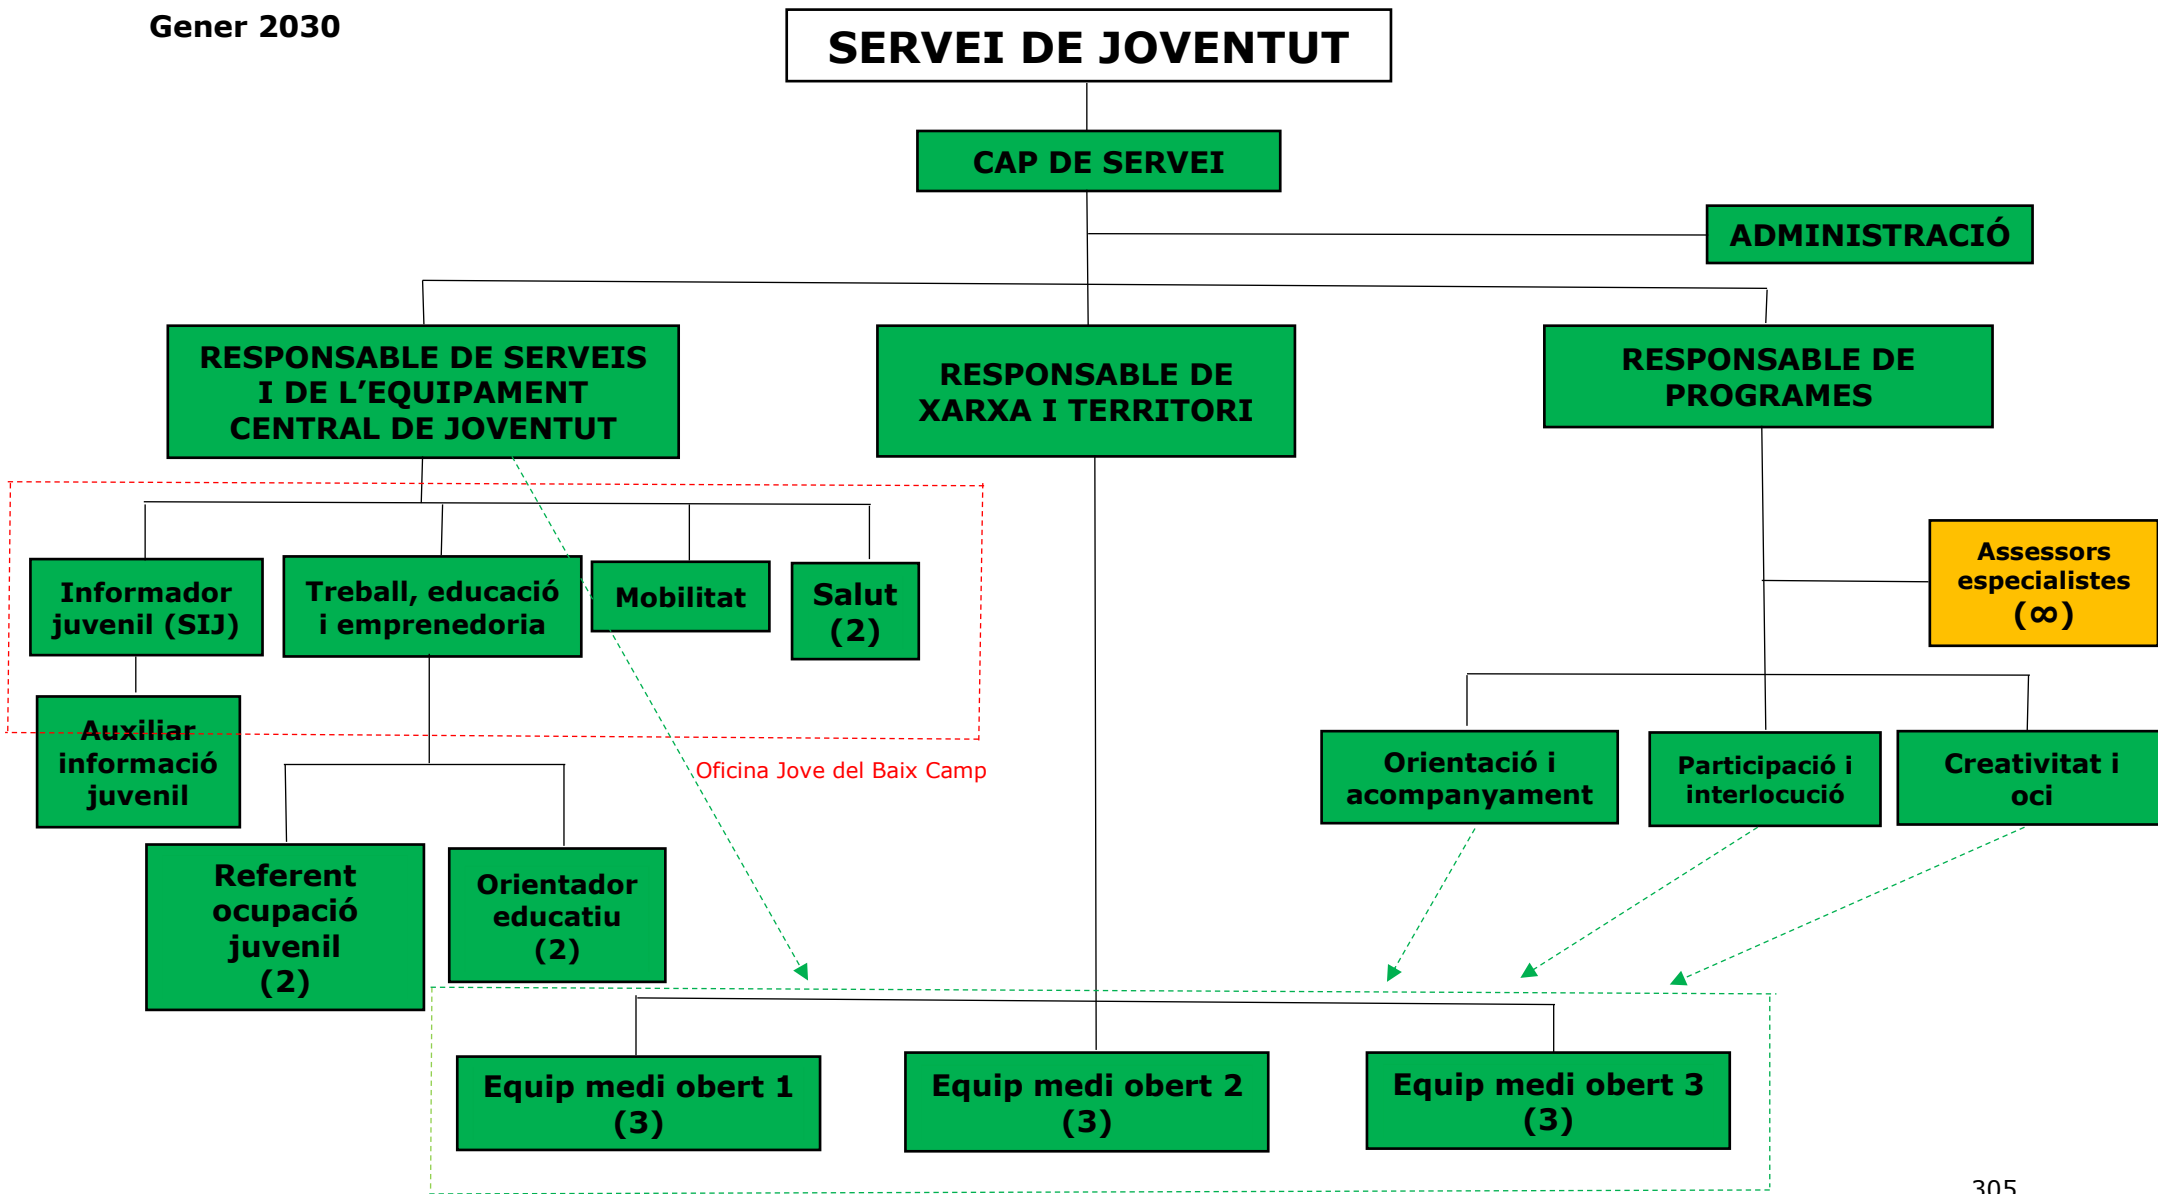 Gener 2030
SERVEI DE JOVENTUT
CAP DE SERVEI
ADMINISTRACIÓ
RESPONSABLE DE SERVEIS
I DE L’EQUIPAMENT
CENTRAL DE JOVENTUT
RESPONSABLE DE
XARXA I TERRITORI
RESPONSABLE DE
PROGRAMES
Assessors
especialistes
(∞)
Informador
juvenil (SIJ)
Treball, educació
i emprenedoria
Mobilitat
Salut
(2)
Auxiliar
informació
juvenil
Oficina Jove del Baix Camp
Orientació i
acompanyament
Participació i
interlocució
Creativitat i
oci
Referent
ocupació
juvenil
(2)
Orientador
educatiu
(2)
Equip medi obert 1
(3)
Equip medi obert 2
(3)
Equip medi obert 3
(3)
305